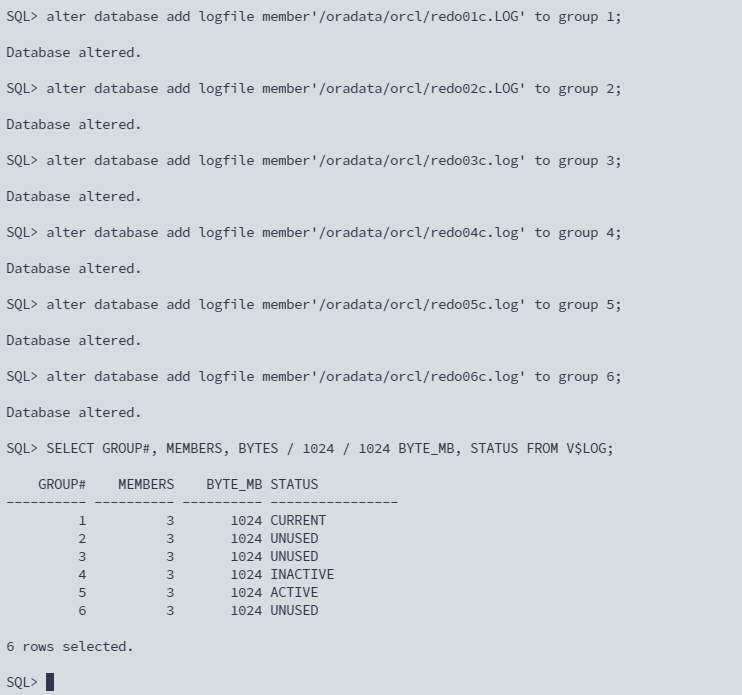 SQL> alter database add logfile member'/oradata/orcl/redo01c.LOG' to group 1;
Database altered.
SQL> alter database add logfile member'/oradata/orcl/redo02c.LOG' to group 2;
Database altered.
SQL> alter database add logfile member'/oradata/orcl/redo03c.log' to group 3;
Database altered.
SQL> alter database add logfile member'/oradata/orcl/redo04c.log' to group 4;
Database altered.
SQL> alter database add logfile member'/oradata/orcl/redo05c.log' to group 5;
Database altered.
SQL> alter database add logfile member'/oradata/orcl/redo06c.log' to group 6;
Database altered.
SQL> SELECT GROUP#, MEMBERS, BYTES / 1024 / 1024 BYTE_MB, STATUS FROM V$LOG;
    GROUP#    MEMBERS    BYTE_MB STATUS
---------- ---------- ---------- ----------------
         1          3       1024 CURRENT
         2          3       1024 UNUSED
         3          3       1024 UNUSED
         4          3       1024 INACTIVE
         5          3       1024 ACTIVE
         6          3       1024 UNUSED
6 rows selected.
SQL>